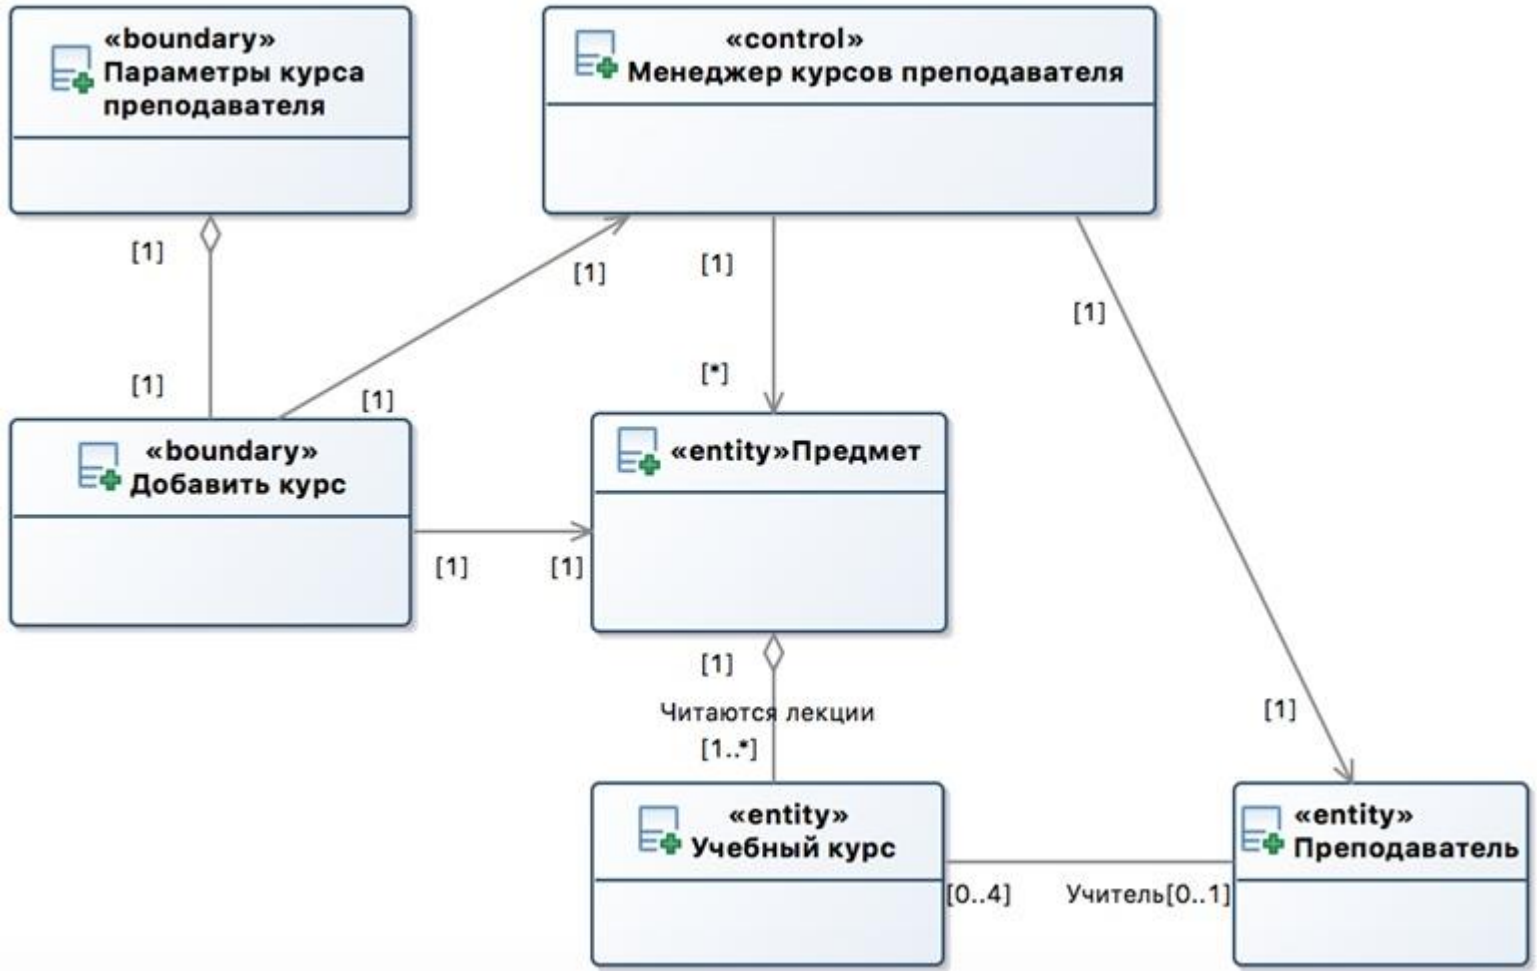 «boundary»
Параметры курса
преподавателя
«control»
Менеджер курсов преподавателя
[1]
[1]
[1]
[1]
[1]
[*]
[1]
[1]
«boundary»
Добавить курс
«entity»Предмет
[1]
[1]
[1]
Читаются лекции
[1..*]
[1]
«entity»
Учебный курс
«entity»
Преподаватель
[0..4]
Учитель[0..1]